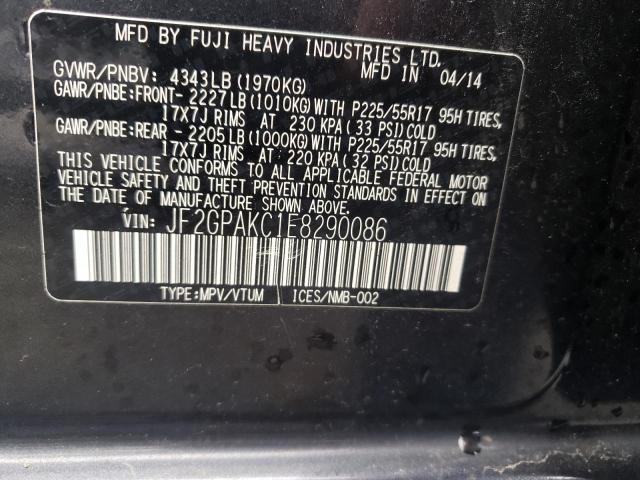 MFD BY FUJI HEAVY INDUSTRIES LTD.
MFD IN 04/14
GVWR/PNBV: 4343LB(1970KG)
GAWR/PNBE:FRONT- 2227LB(1010KG)WITH P225/55R17 95H TIRES,
17X7J RIMS AT 230 KPA( 33 PSI)COLD
GAWR/PNBE:REAR - 2205LB(1000KG)WITH P225/55R17 95H TIRES,
17X7J RIMS AT 220 KPA( 32 PSI)COLD
THIS VEHICLE CONFORMS TO ALL APPLICABLE FEDERAL MOTOR
VEHICLE SAFETY AND THEFT PREVENTION STANDARDS IN EFFECT ON
THE DATE OF MANUFACTURE SHOWN ABOVE.
VIN: JF2GPAKC1E8290086
TYPE:MPV/VTUM ICES/NMB-002